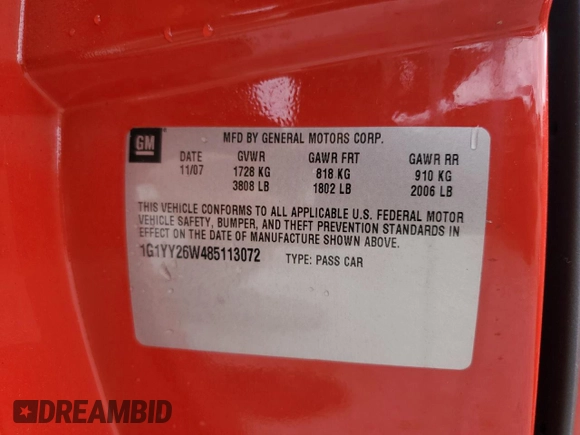 GM
MFD BY GENERAL MOTORS CORP.
DATE GVWR GAWR FRT GAWR RR
11/07 1728 KG 818 KG 910 KG
3808 LB 1802 LB 2006 LB
THIS VEHICLE CONFORMS TO ALL APPLICABLE U.S. FEDERAL MOTOR
VEHICLE SAFETY, BUMPER, AND THEFT PREVENTION STANDARDS IN
EFFECT ON THE DATE OF MANUFACTURE SHOWN ABOVE.
1G1YY26W485113072 TYPE: PASS CAR
DREAMBID